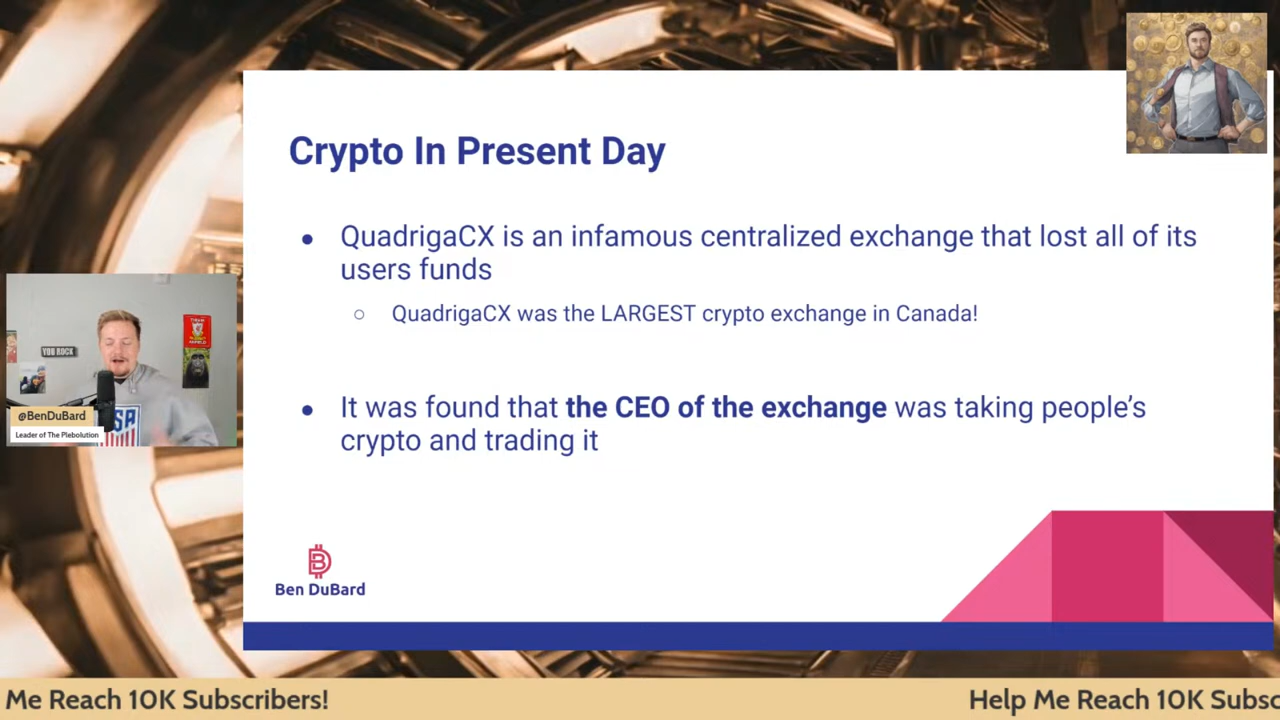 Crypto In Present Day
QuadrigaCX is an infamous centralized exchange that lost all of its
users funds
QuadrigaCX was the LARGEST crypto exchange in Canada!
It was found that the CEO of the exchange was taking people’s
crypto and trading it
Ben DuBard
YOU ROCK
@BenDuBard
Leader of The Plebolution
SA
Me Reach 10K Subscribers!
Help Me Reach 10K Subsc